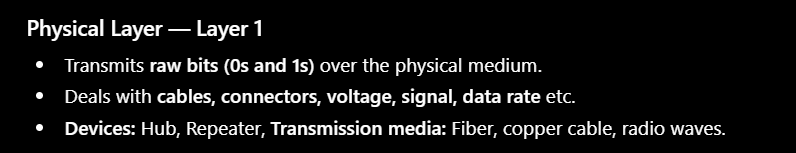 Physical Layer — Layer 1
• Transmits raw bits (0s and 1s) over the physical medium.
• Deals with cables, connectors, voltage, signal, data rate etc.
• Devices: Hub, Repeater, Transmission media: Fiber, copper cable, radio waves.